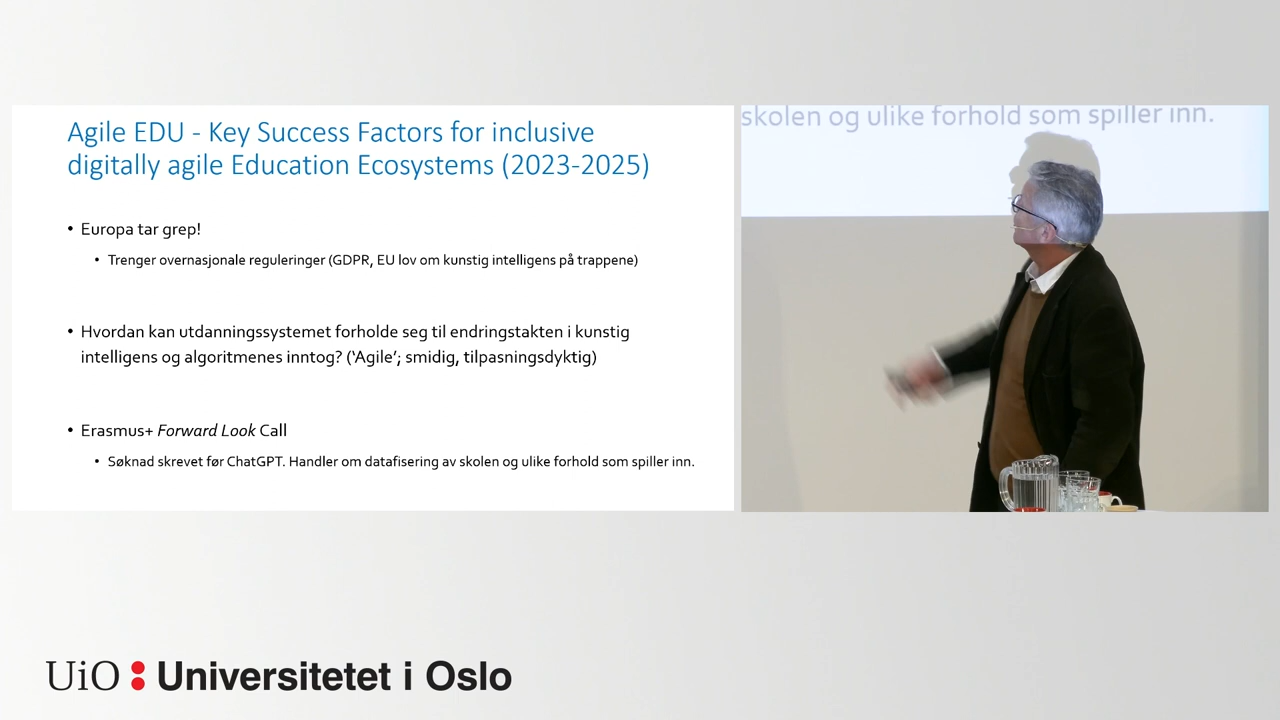 Agile EDU - Key Success Factors for inclusive
digitally agile Education Ecosystems (2023-2025)
• Europa tar grep!
• Trenger overnasjonale reguleringer (GDPR, EU lov om kunstig intelligens på trappene)
• Hvordan kan utdanningssystemet forholde seg til endringstakten i kunstig
intelligens og algoritmenes inntog? (‘Agile’; smidig, tilpasningsdyktig)
• Erasmus+ Forward Look Call
• Søknad skrevet før ChatGPT. Handler om datafisering av skolen og ulike forhold som spiller inn.
skolen og ulike forhold som spiller inn.
UiO : Universitetet i Oslo